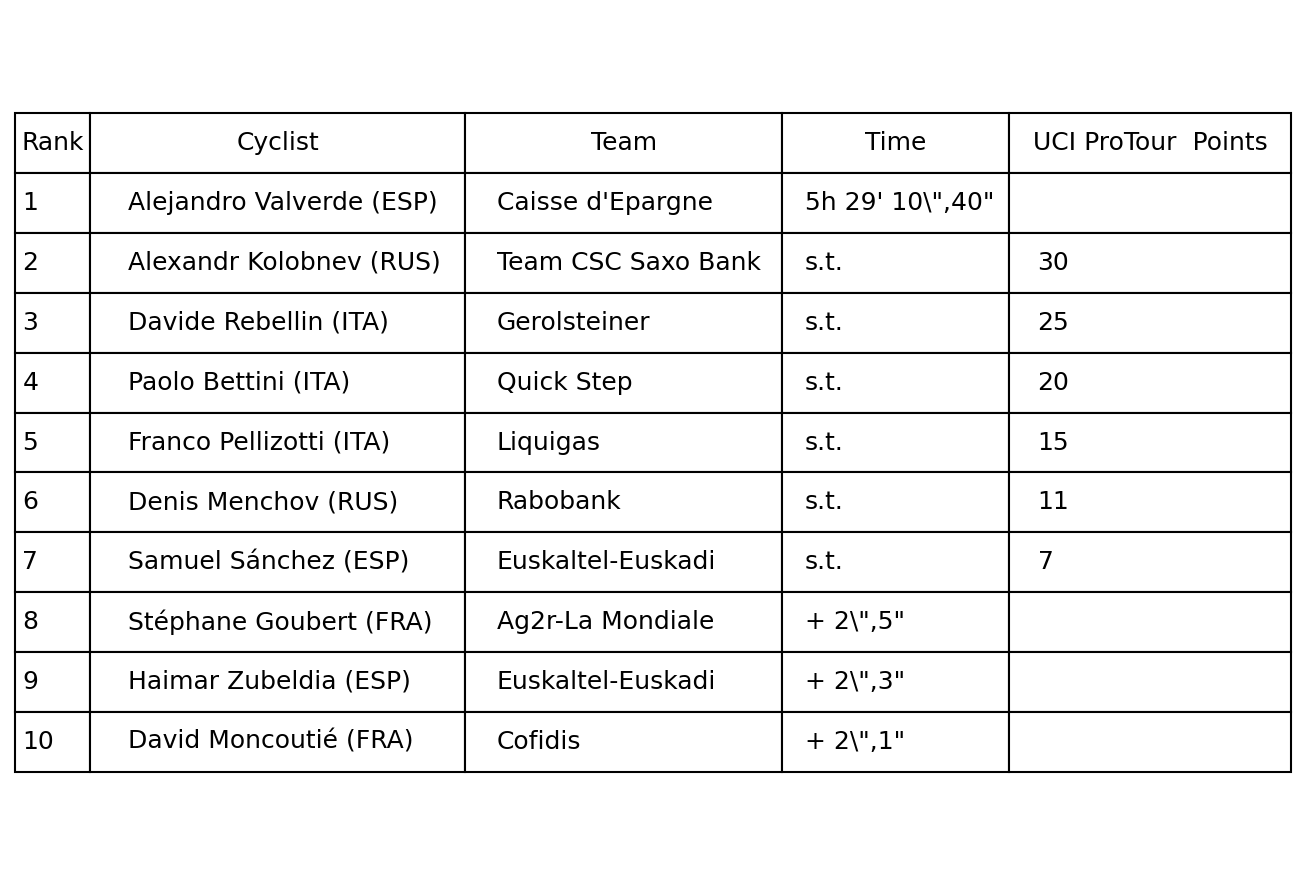 Rank Cyclist Team Time UCI ProTour  Points
1 Alejandro Valverde (ESP) Caisse d'Epargne 5h 29' 10\",40"
2 Alexandr Kolobnev (RUS) Team CSC Saxo Bank s.t. 30
3 Davide Rebellin (ITA) Gerolsteiner s.t. 25
4 Paolo Bettini (ITA) Quick Step s.t. 20
5 Franco Pellizotti (ITA) Liquigas s.t. 15
6 Denis Menchov (RUS) Rabobank s.t. 11
7 Samuel Sánchez (ESP) Euskaltel-Euskadi s.t. 7
8 Stéphane Goubert (FRA) Ag2r-La Mondiale + 2\",5"
9 Haimar Zubeldia (ESP) Euskaltel-Euskadi + 2\",3"
10 David Moncoutié (FRA) Cofidis + 2\",1"